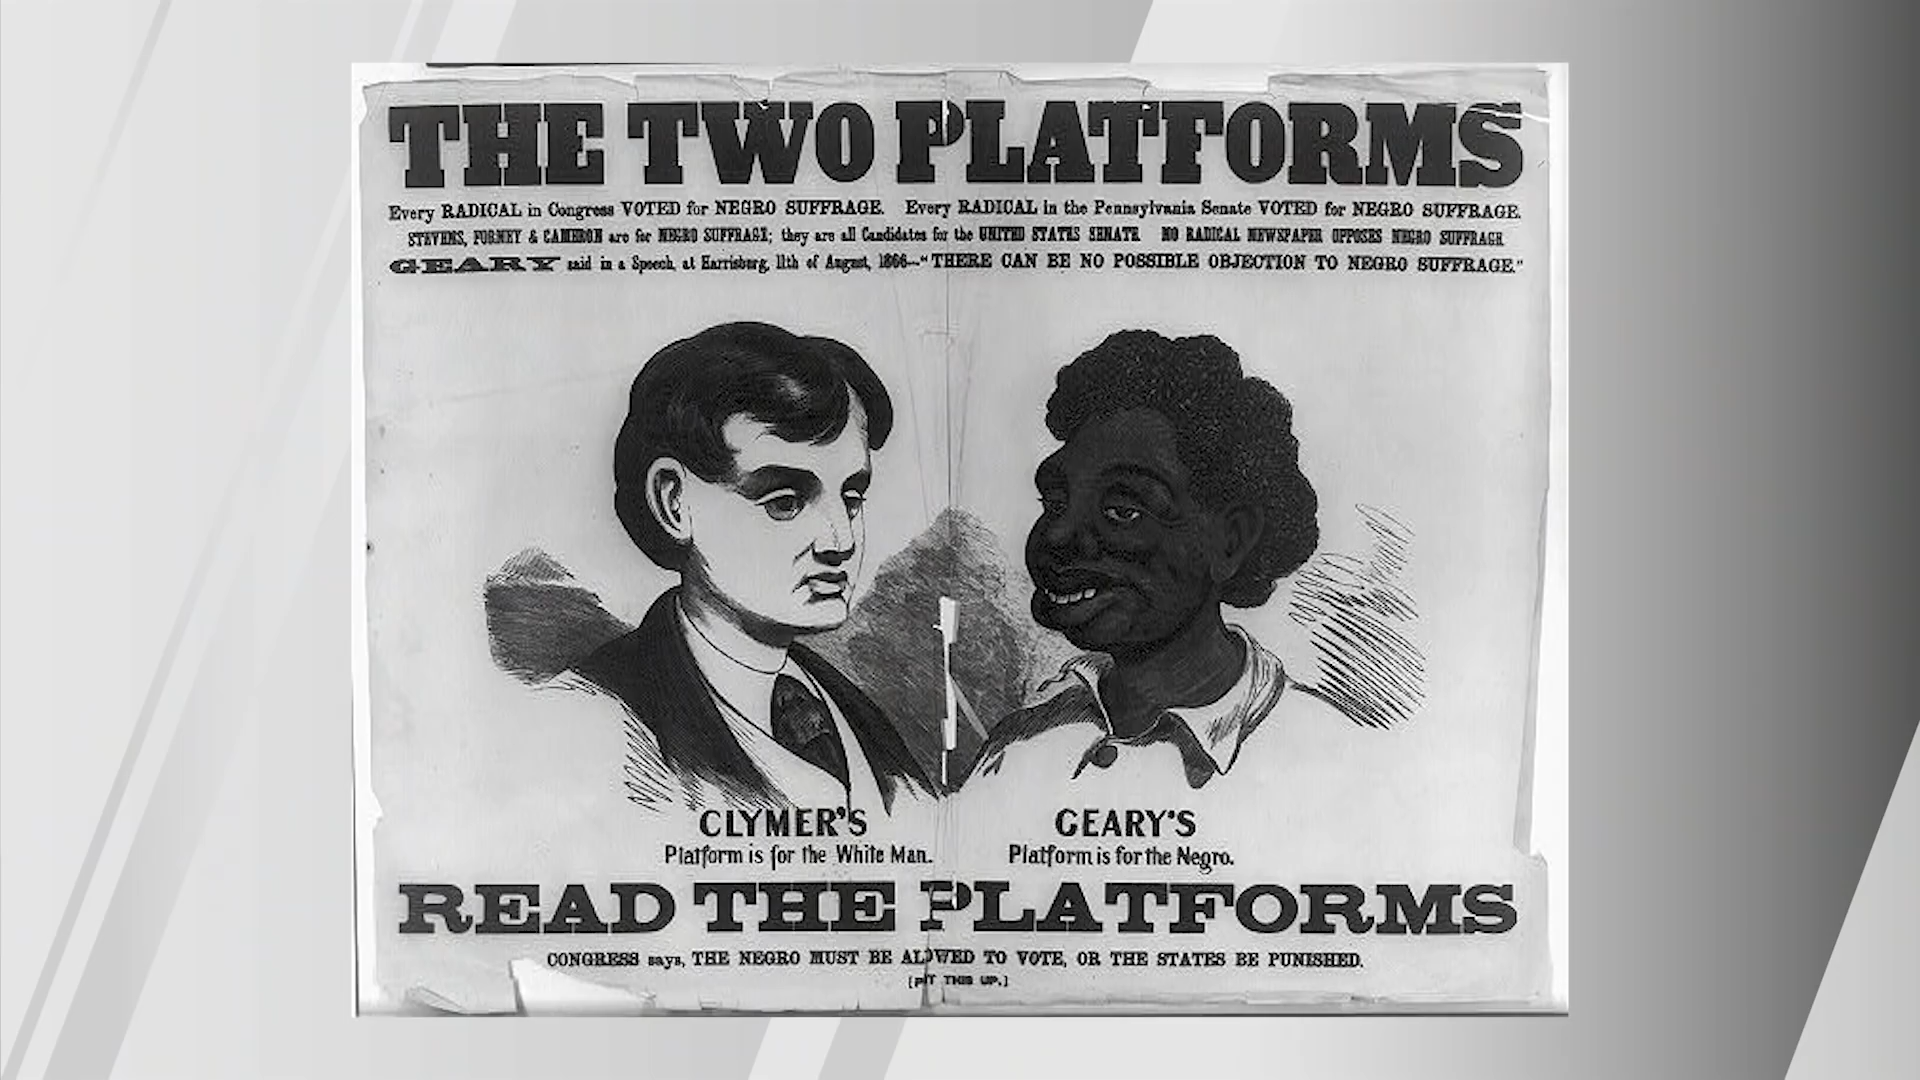 THE TWO PLATFORMS
Every RADICAL in Congress VOTED for NEGRO SUFFRAGE. Every RADICAL in the Pennsylvania Senate VOTED for NEGRO SUFFRAGE.
STEVENS, FORNEY & CAMERON are for NEGRO SUFFRAGE; they are all Candidates for the UNITED STATES SENATE. NO RADICAL NEWSPAPER OPPOSES NEGRO SUFFRAGE
GEARY said in a Speech, at Harrisburg, 11th of August, 1866—"THERE CAN BE NO POSSIBLE OBJECTION TO NEGRO SUFFRAGE."
CLYMER'S
Platform is for the White Man.
GEARY'S
Platform is for the Negro.
READ THE PLATFORMS
CONGRESS says, THE NEGRO MUST BE ALLOWED TO VOTE, OR THE STATES BE PUNISHED.
[PUT THIS UP.]